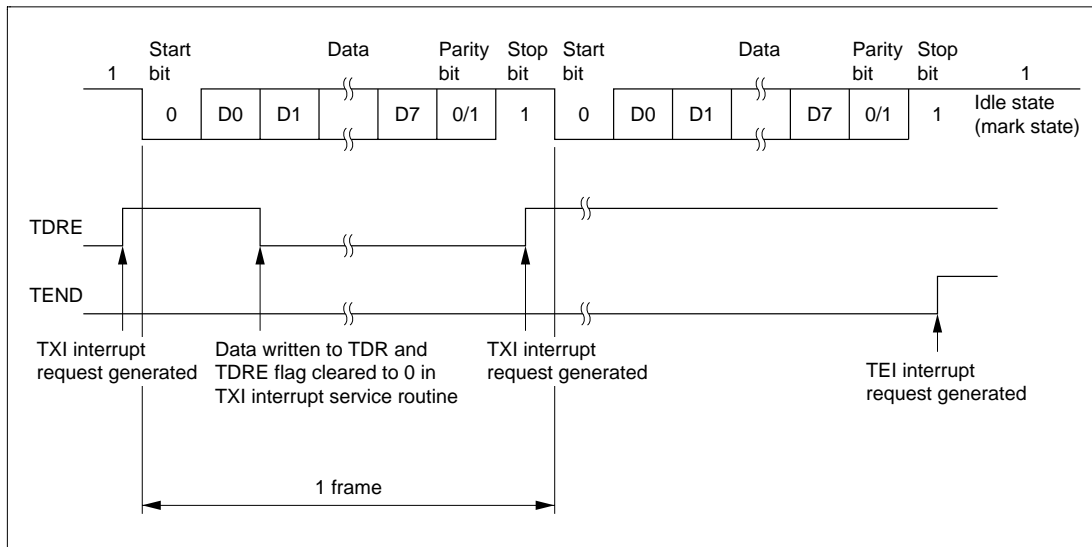 Start bit
Data
Parity bit
Stop bit
Start bit
Data
Parity bit
Stop bit
1
1
0
D0
D1
D7
0/1
1
0
D0
D1
D7
0/1
1
Idle state
(mark state)
TDRE
TEND
TXI interrupt
request generated
Data written to TDR and
TDRE flag cleared to 0 in
TXI interrupt service routine
TXI interrupt
request generated
TEI interrupt
request generated
1 frame